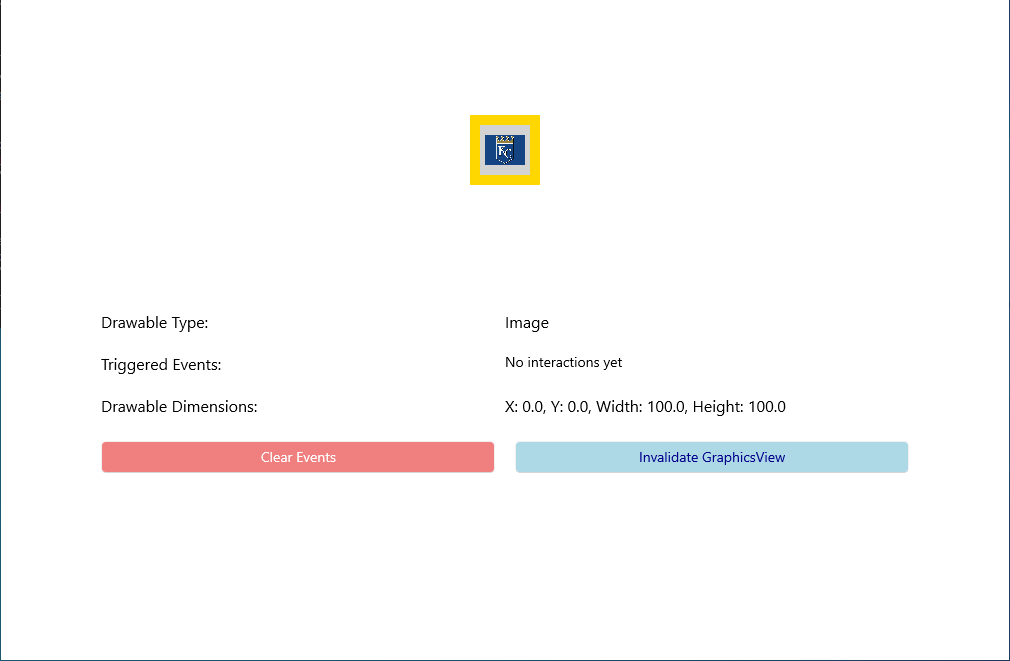 KC
Drawable Type:
Image
Triggered Events:
No interactions yet
Drawable Dimensions:
X: 0.0, Y: 0.0, Width: 100.0, Height: 100.0
Clear Events
Invalidate GraphicsView